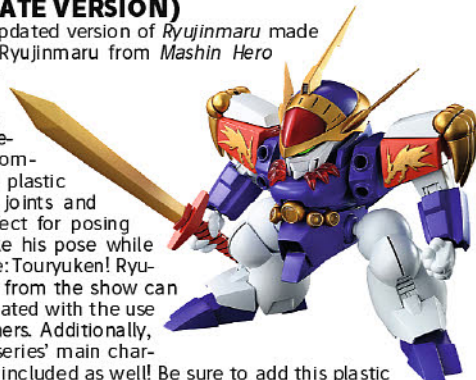 ATE VERSION)
pdated version of Ryujinmaru made
Ryujinmaru from Mashin Hero
e-
om-
plastic
joints and
ect for posing
e his pose while
e: Touryuken! Ryu-
from the show can
ated with the use
ers. Additionally,
series' main char-
included as well! Be sure to add this plastic